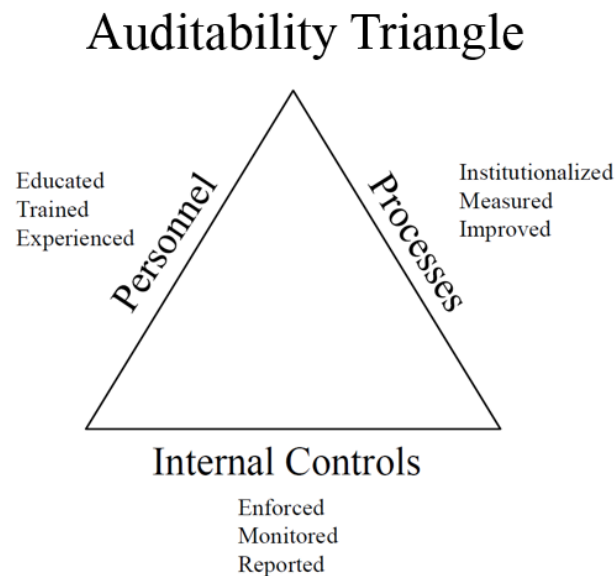 Auditability Triangle
Educated
Trained
Experienced
Personnel
Processes
Institutionalized
Measured
Improved
Internal Controls
Enforced
Monitored
Reported